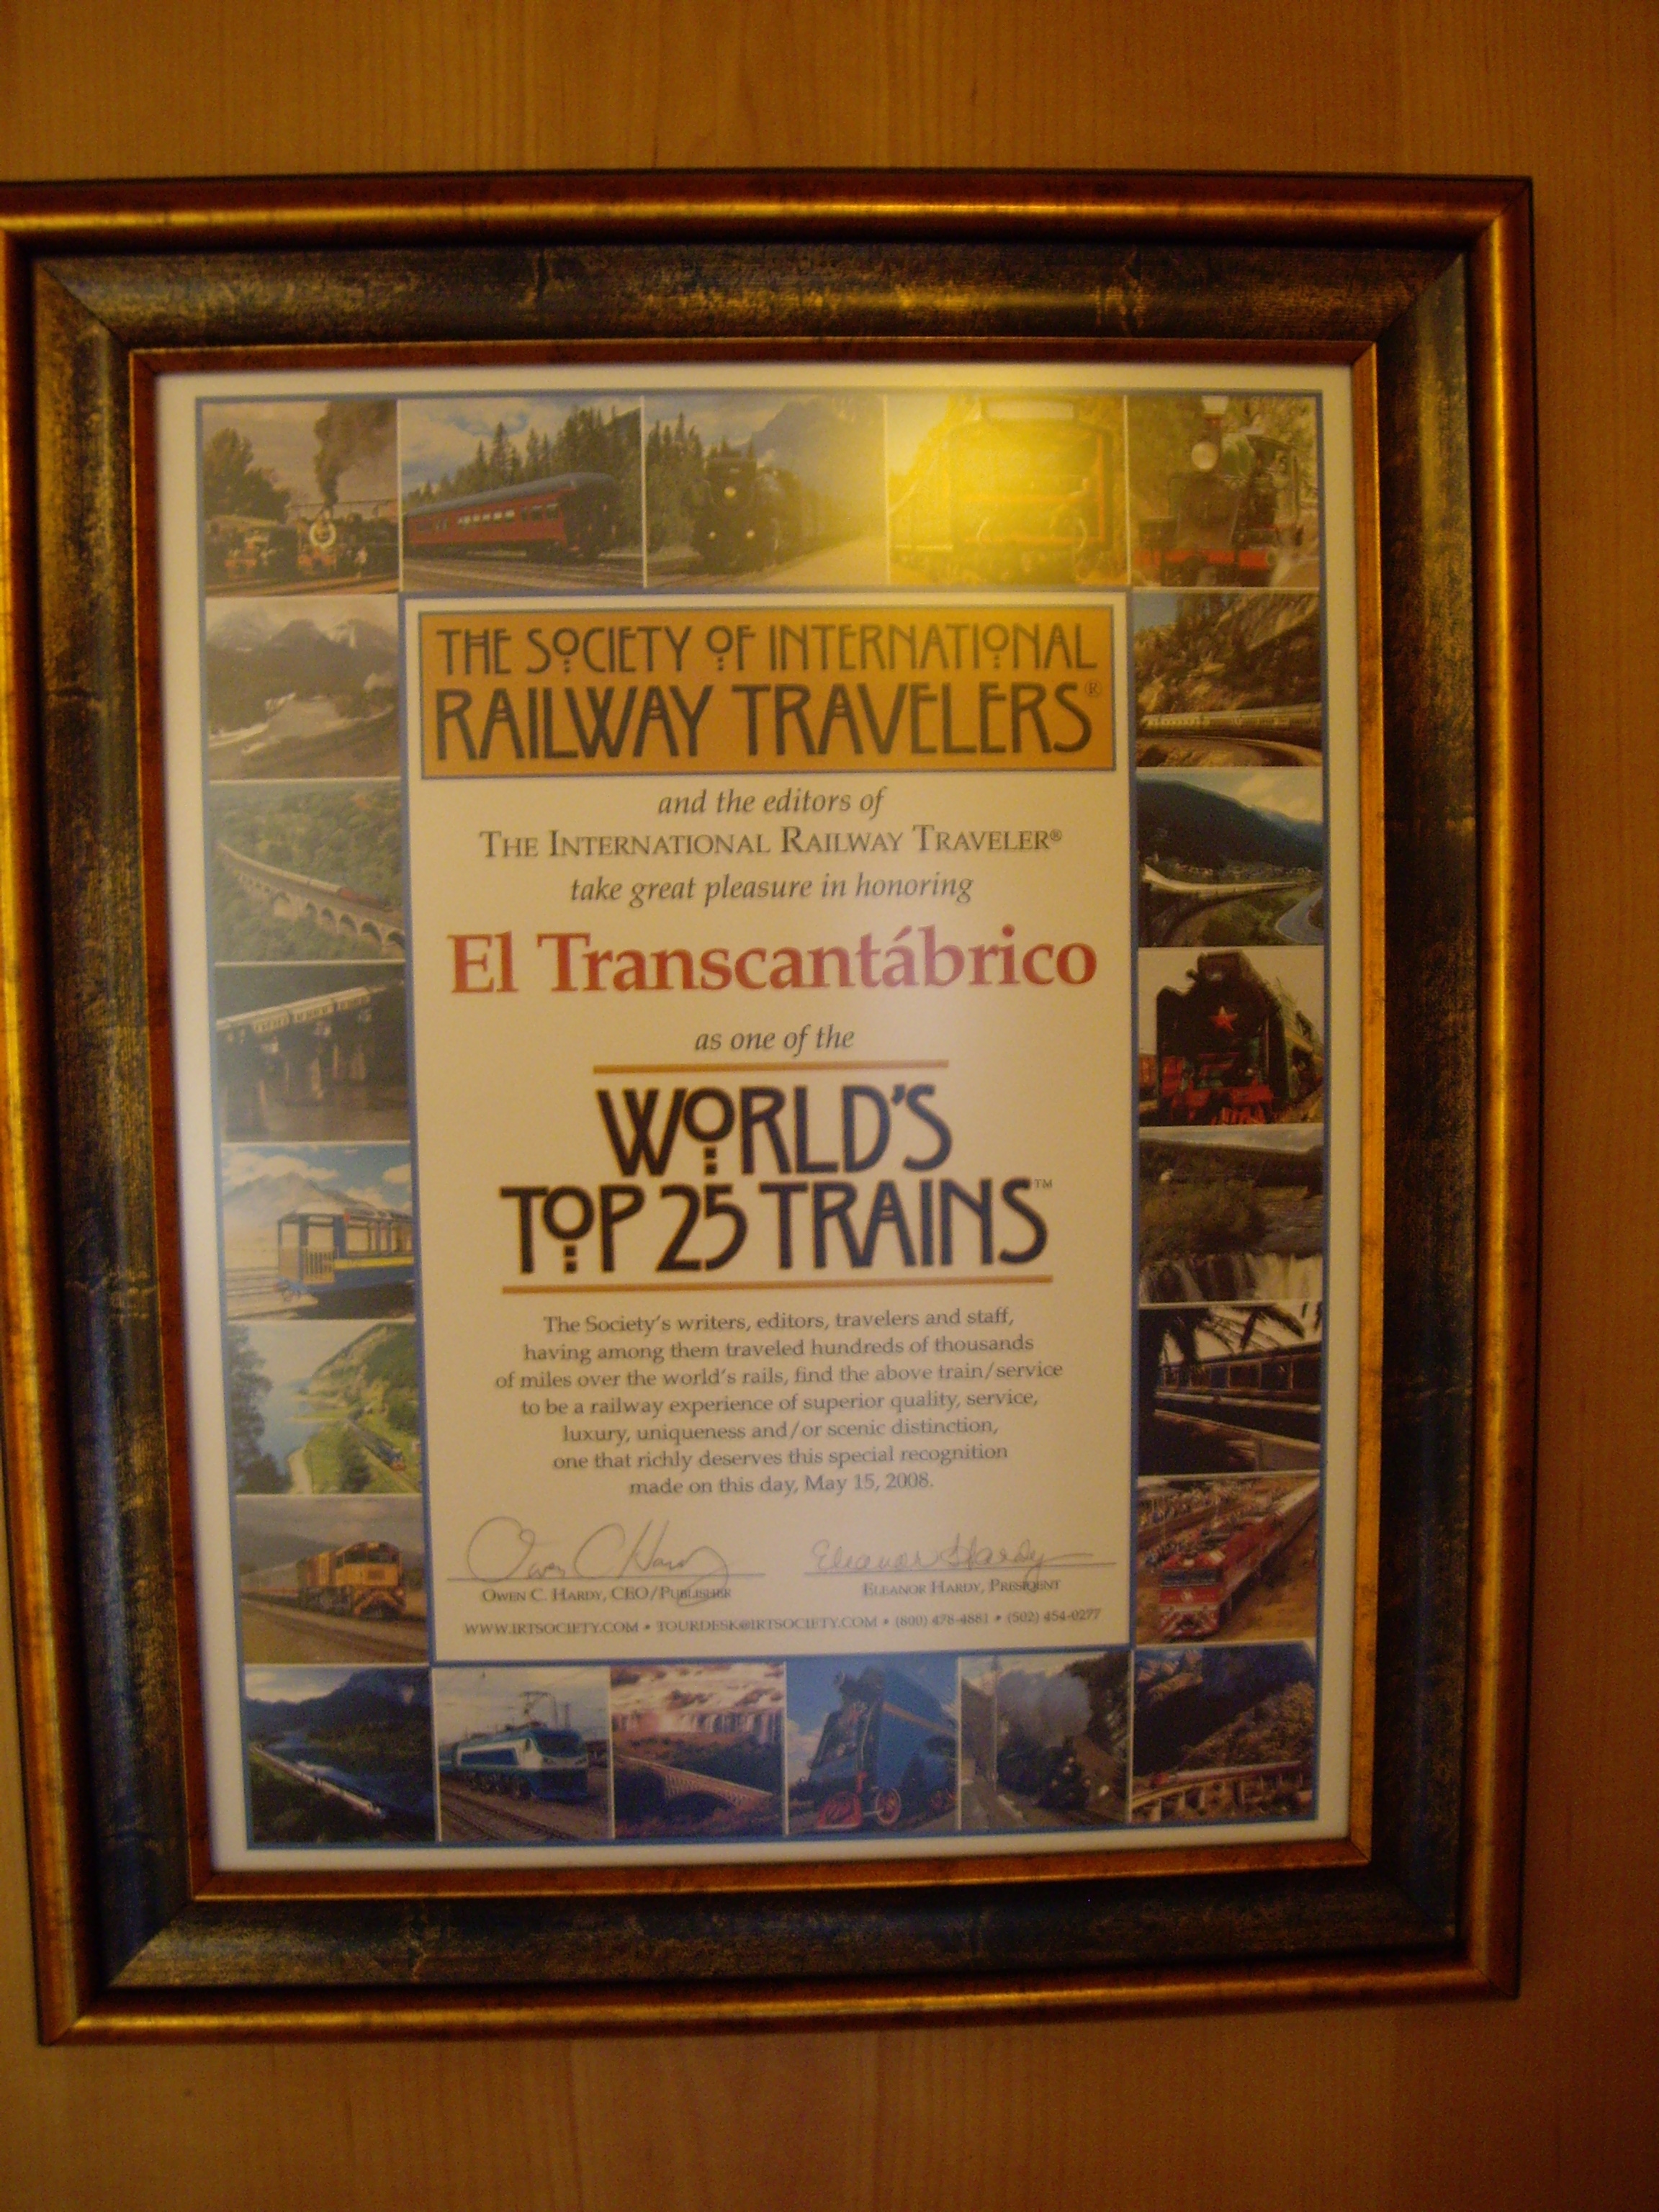 THE SOCIETY OF INTERNATIONAL
RAILWAY TRAVELERS®
and the editors of
THE INTERNATIONAL RAILWAY TRAVELER®
take great pleasure in honoring
El Transcantábrico
as one of the
WORLD'S
TOP 25 TRAINS™
The Society's writers, editors, travelers and staff,
having among them traveled hundreds of thousands
of miles over the world's rails, find the above train/service
to be a railway experience of superior quality, service,
luxury, uniqueness and/or scenic distinction,
one that richly deserves this special recognition
made on this day, May 15, 2008.
Owen C Hardy Eleanor Hardy
OWEN C. HARDY, CEO/PUBLISHER ELEANOR HARDY, PRESIDENT
WWW.IRTSOCIETY.COM • TOURDESK@IRTSOCIETY.COM • (800) 478-4881 • (502) 454-0277